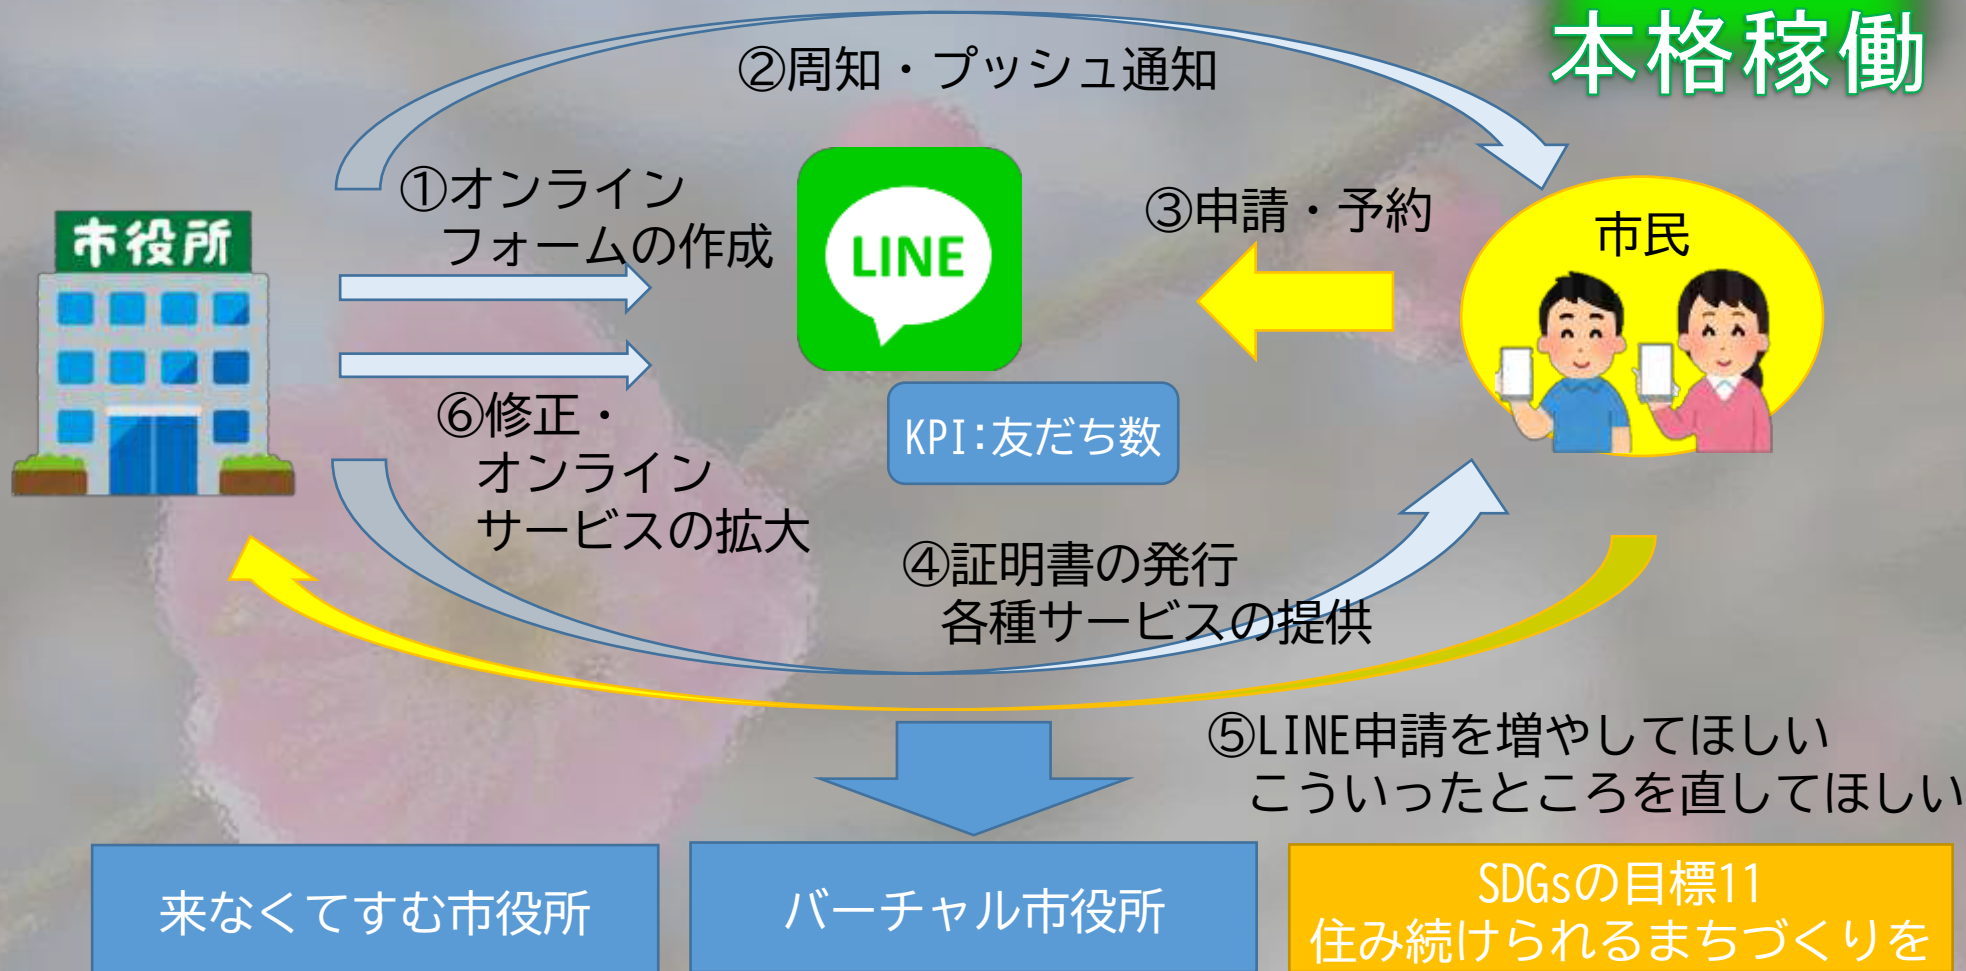 本格稼働
②周知・プッシュ通知
①オンライン
フォームの作成
③申請・予約
市役所
LINE
市民
⑥修正・
オンライン
サービスの拡大
KPI:友だち数
④証明書の発行
各種サービスの提供
⑤LINE申請を増やしてほしい
こういったところを直してほしい
来なくてすむ市役所
バーチャル市役所
SDGsの目標11
住み続けられるまちづくりを